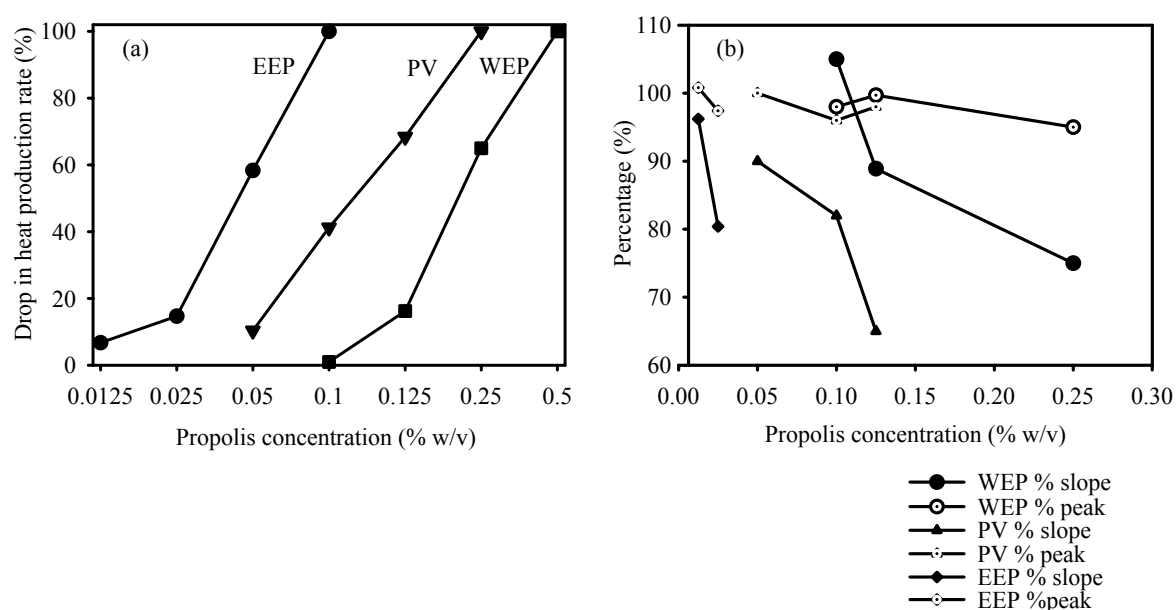 (a)
EEP
PV
WEP
Drop in heat production rate (%)
100
80
60
40
20
0
0.0125 0.025 0.05 0.1 0.125 0.25 0.5
Propolis concentration (% w/v)
(b)
Percentage (%)
110
100
90
80
70
60
0.00 0.05 0.10 0.15 0.20 0.25 0.30
Propolis concentration (% w/v)
WEP % slope
WEP % peak
PV % slope
PV % peak
EEP % slope
EEP %peak